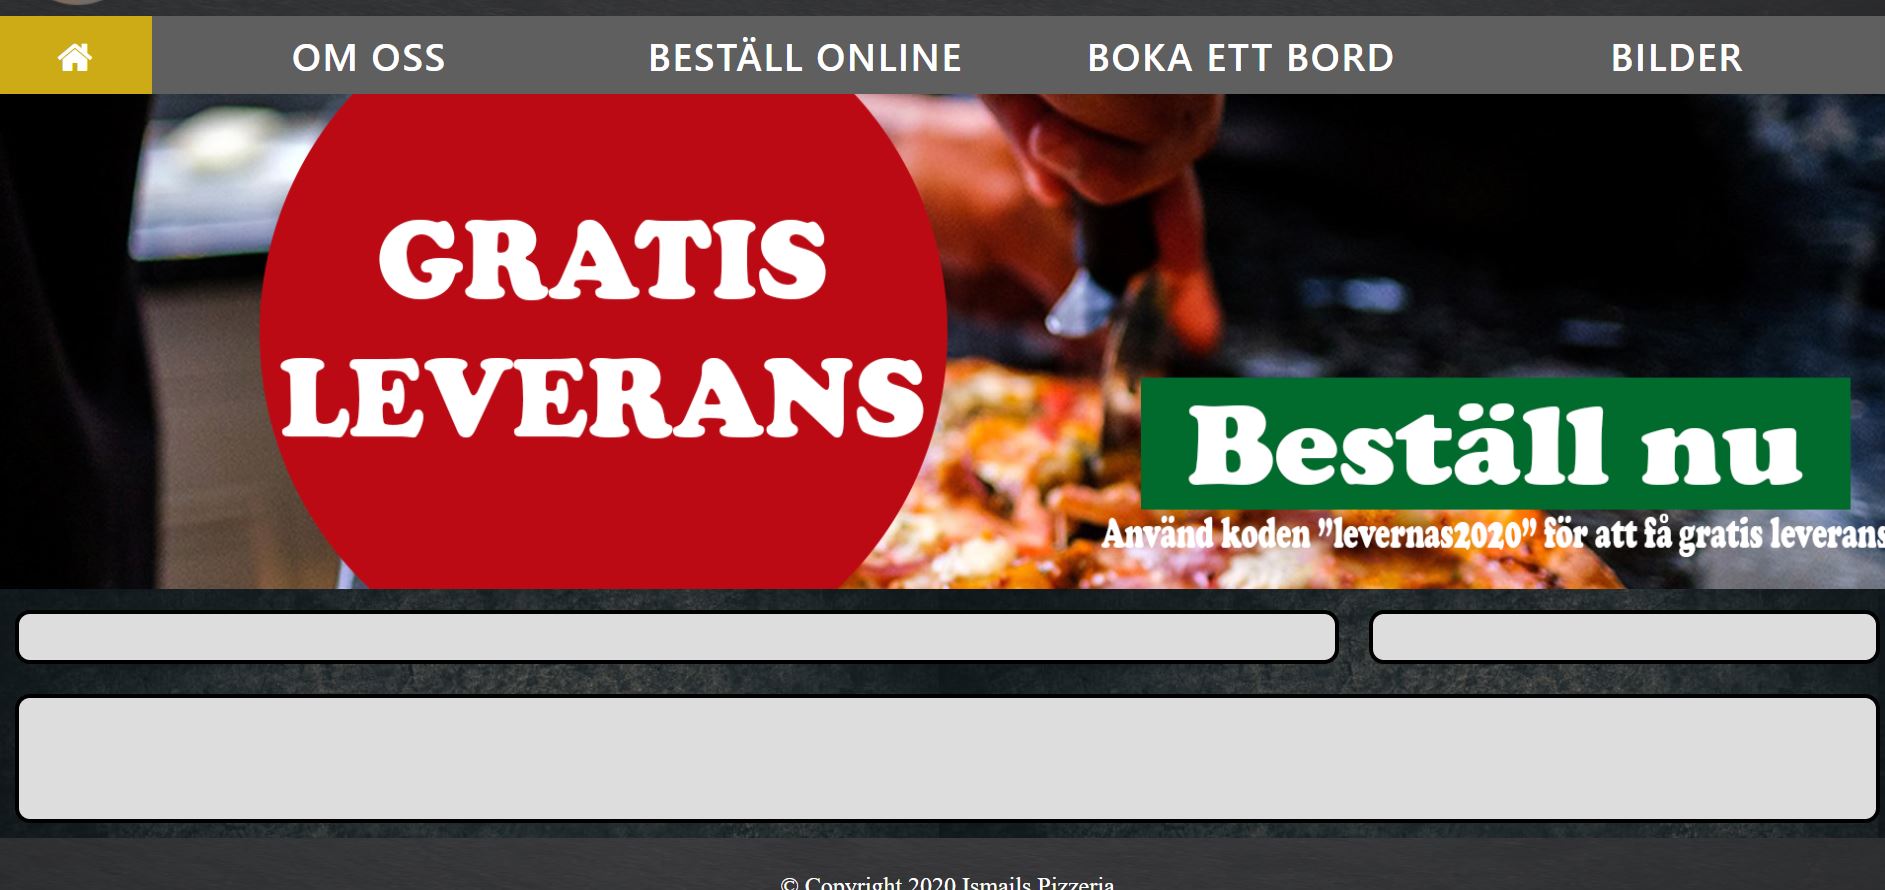 OM OSS BESTÄLL ONLINE BOKA ETT BORD BILDER
GRATIS
LEVERANS
Beställ nu
Använd koden ”levernas2020” för att få gratis leverans
© Copyright 2020 Ismails Pizzeria